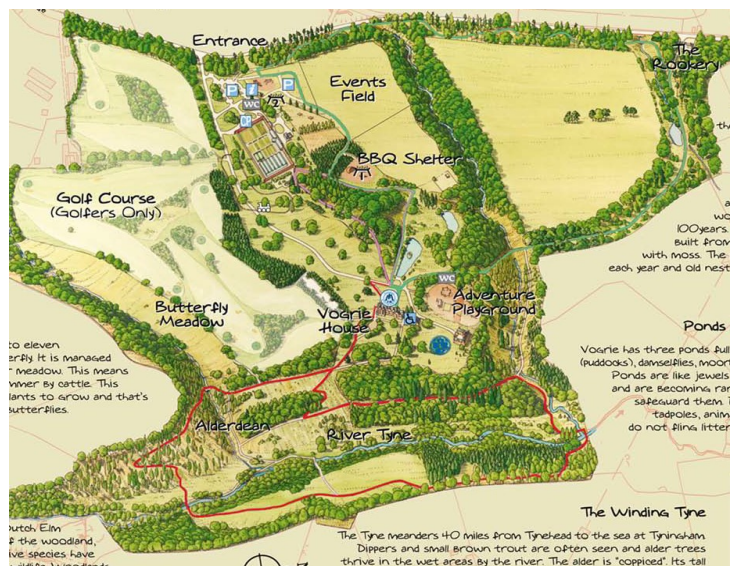 Entrance
The
Rookery
Events
Field
P
i
P
WC
BBQ Shelter
Golf Course
(Golfers Only)
100years.
Built from
with moss. The
each year and old nest
WC
Adventure
Playground
Butterfly
Meadow
Vogrie
House
Ponds
to eleven
erfly. It is managed
meadow. This means
mmer by cattle. This
lants to grow and that's
butterflies.
Vogrie has three ponds full
(puddocks), damselflies, moor
Ponds are like jewels
and are becoming rar
safeguard them.
tadpoles, anim
do not fling litter
Alderdean
River Tyne
The Winding Tyne
Dutch Elm
f the woodland,
ive species have
The Tyne meanders 40 miles from Tynehead to the sea at Tyningham
Dippers and small brown trout are often seen and alder trees
thrive in the wet areas by the river. The alder is "coppiced". Its tall